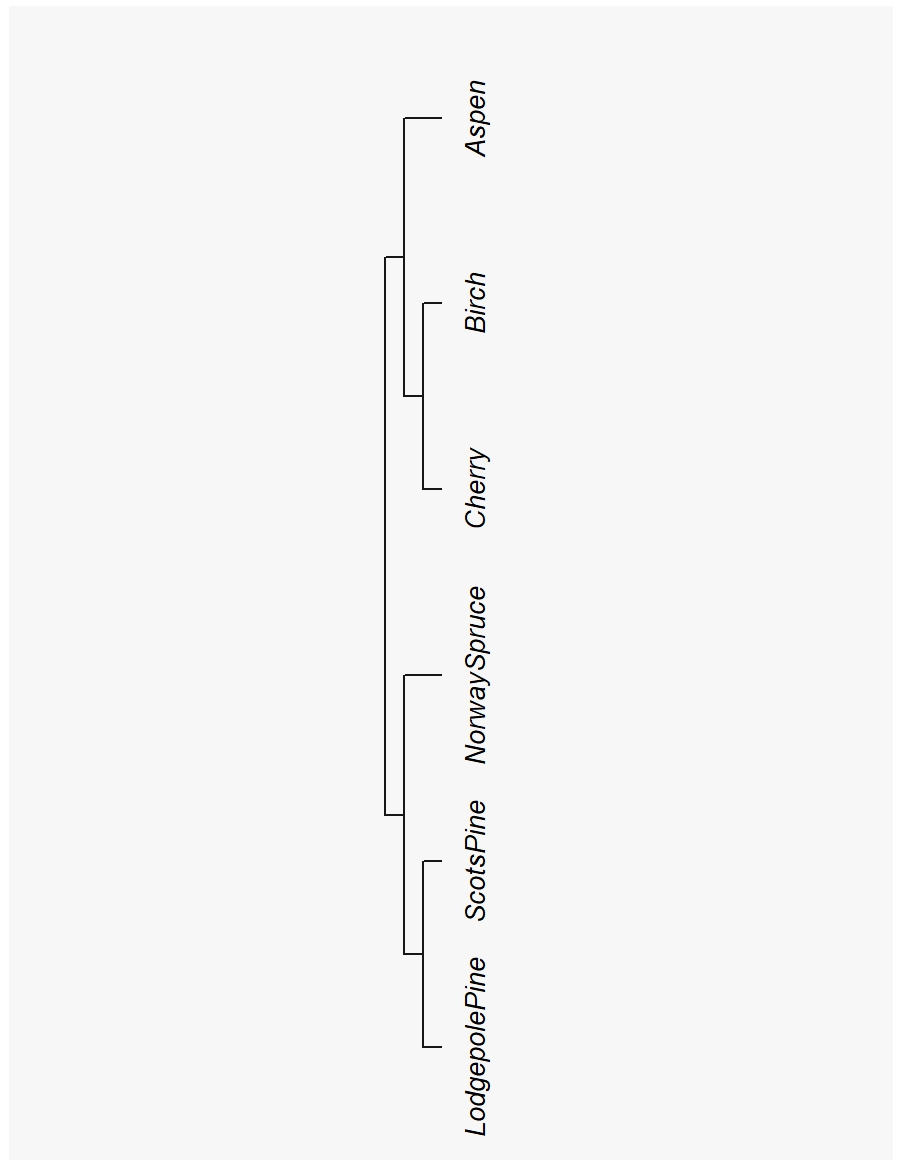 Aspen
Birch
Cherry
NorwaySpruce
ScotsPine
LodgepolePine